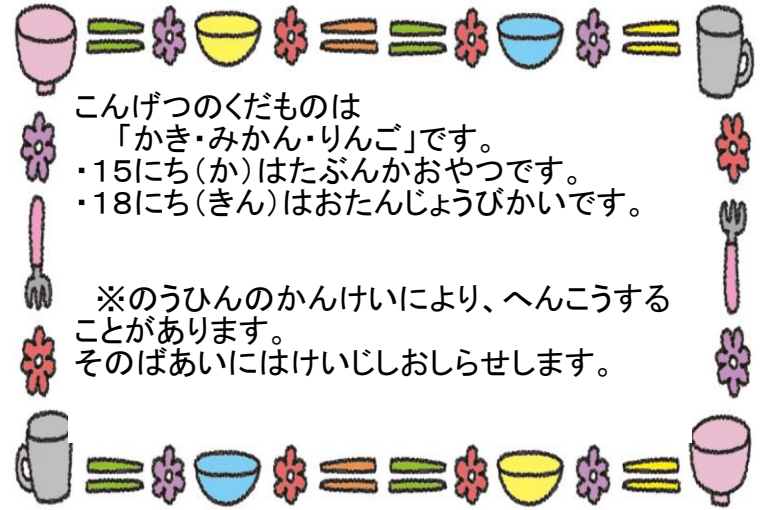 こんげつのくだものは
「かき・みかん・りんご」です。
・15にち(か)はたぶんかおやつです。
・18にち(きん)はおたんじょうびかいです。
※のうひんのかんけいにより、へんこうする
ことがあります。
そのばあいにはけいじしおしらせします。